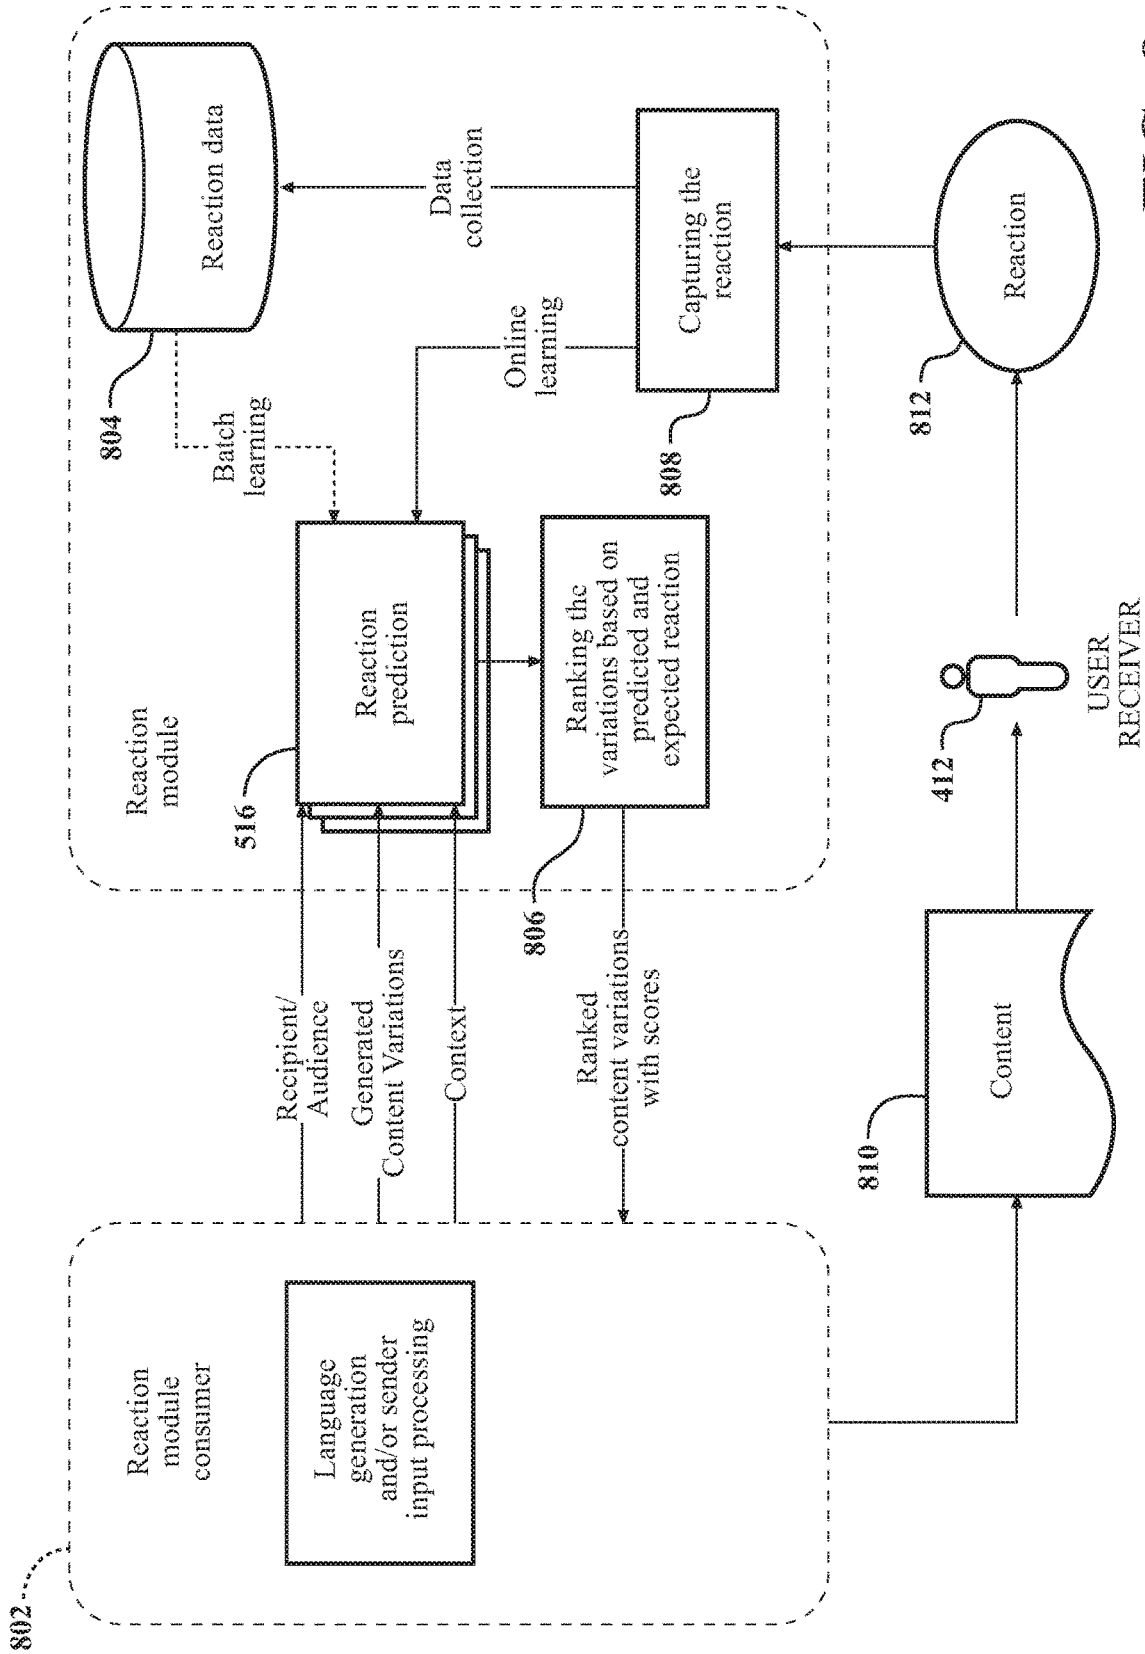 802
Reaction
module
consumer
Language
generation
and/or sender
input processing
Recipient/
Audience
Generated
Content Variations
Context
Ranked
content variations
with scores
Reaction
module
516
Reaction
prediction
806
Ranking the
variations based on
predicted and
expected reaction
Batch
learning
804
Reaction data
Online
learning
Data
collection
808
Capturing the
reaction
810
Content
412
USER
RECEIVER
812
Reaction